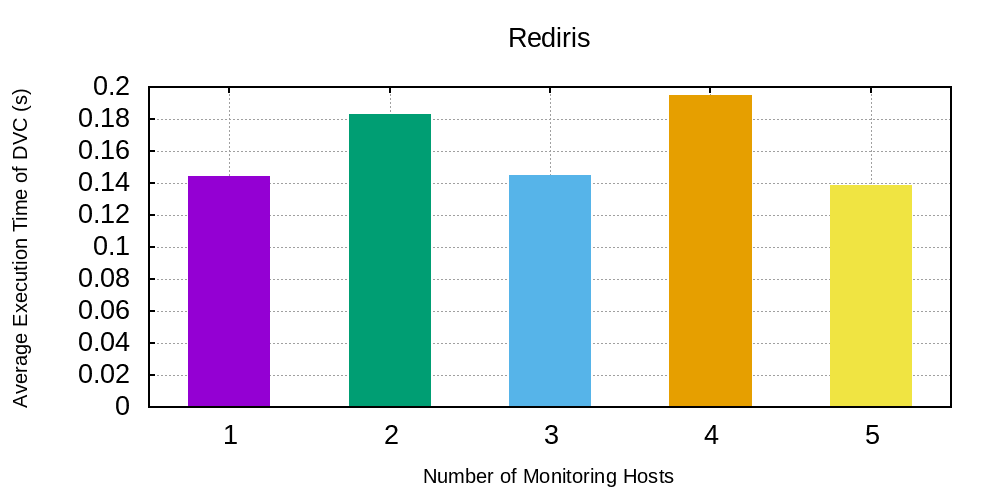 Rediris
Average Execution Time of DVC (s)
0.2
0.18
0.16
0.14
0.12
0.1
0.08
0.06
0.04
0.02
0
1 2 3 4 5
Number of Monitoring Hosts